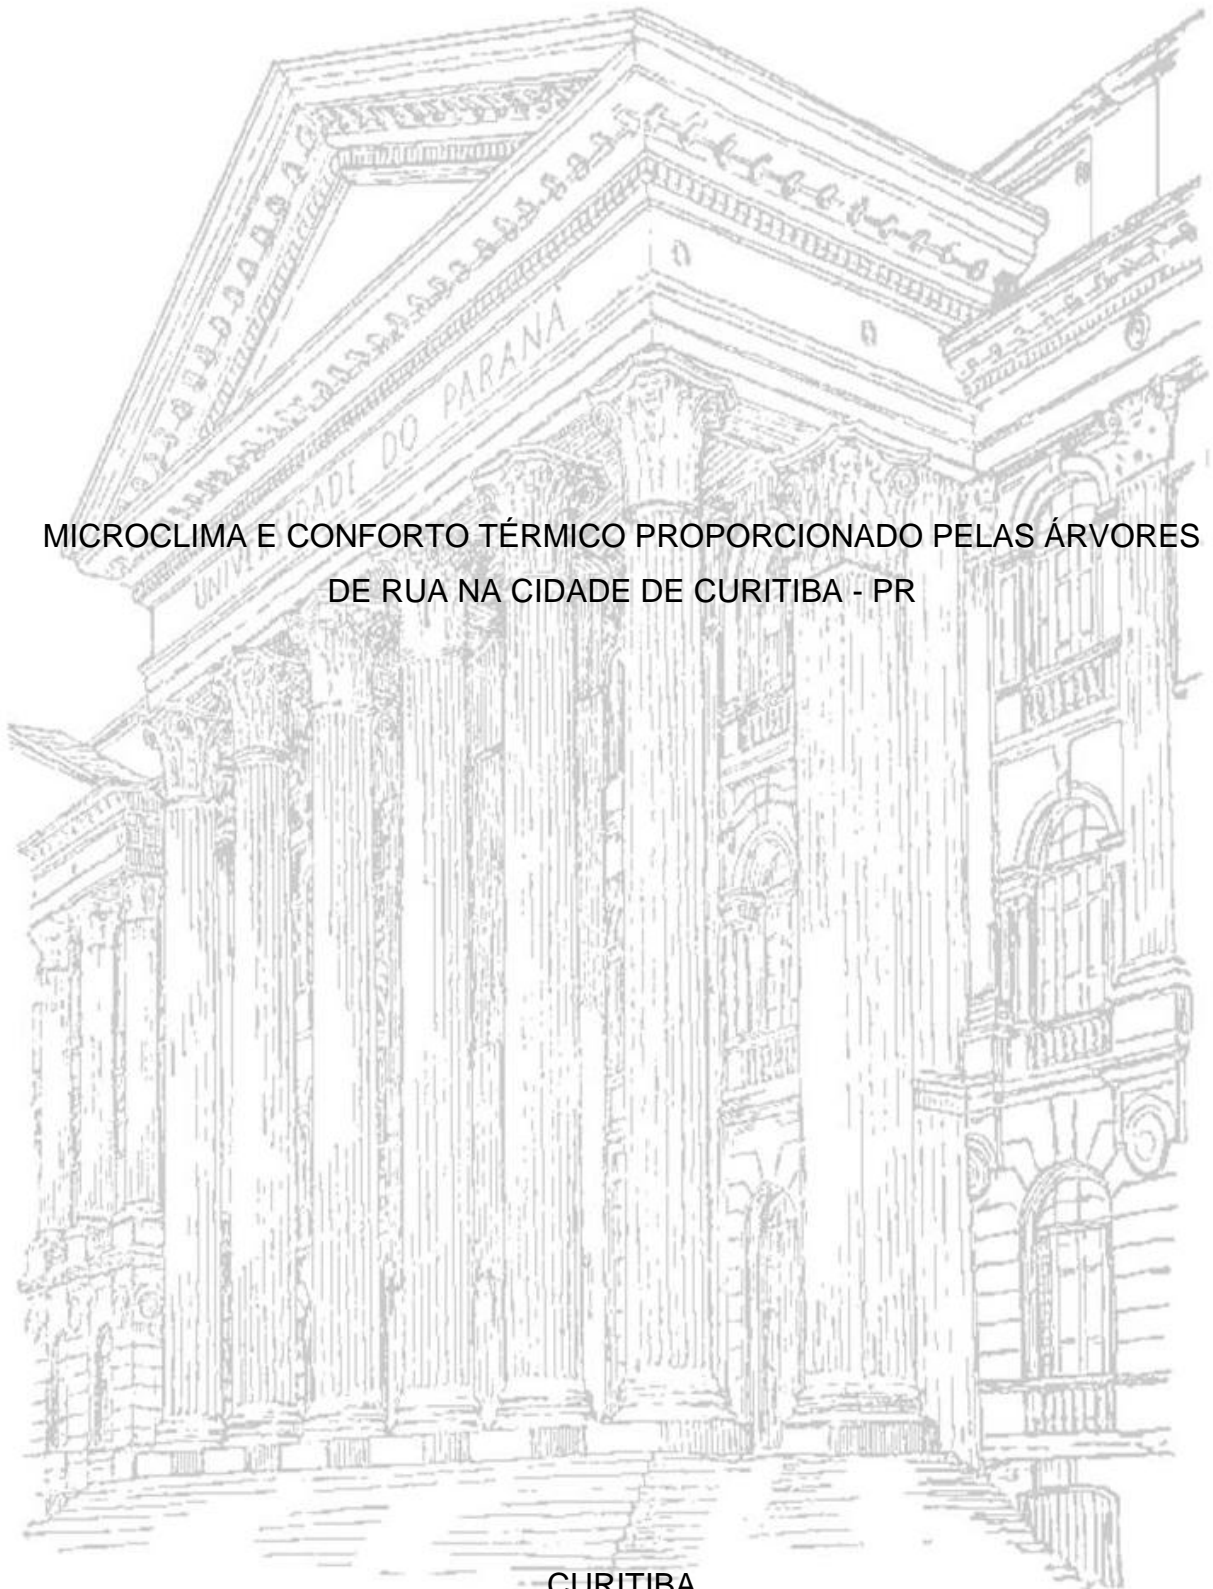 UNIVERSIDADE DO PARANÁ
MICROCLIMA E CONFORTO TÉRMICO PROPORCIONADO PELAS ÁRVORES
DE RUA NA CIDADE DE CURITIBA - PR
CURITIBA